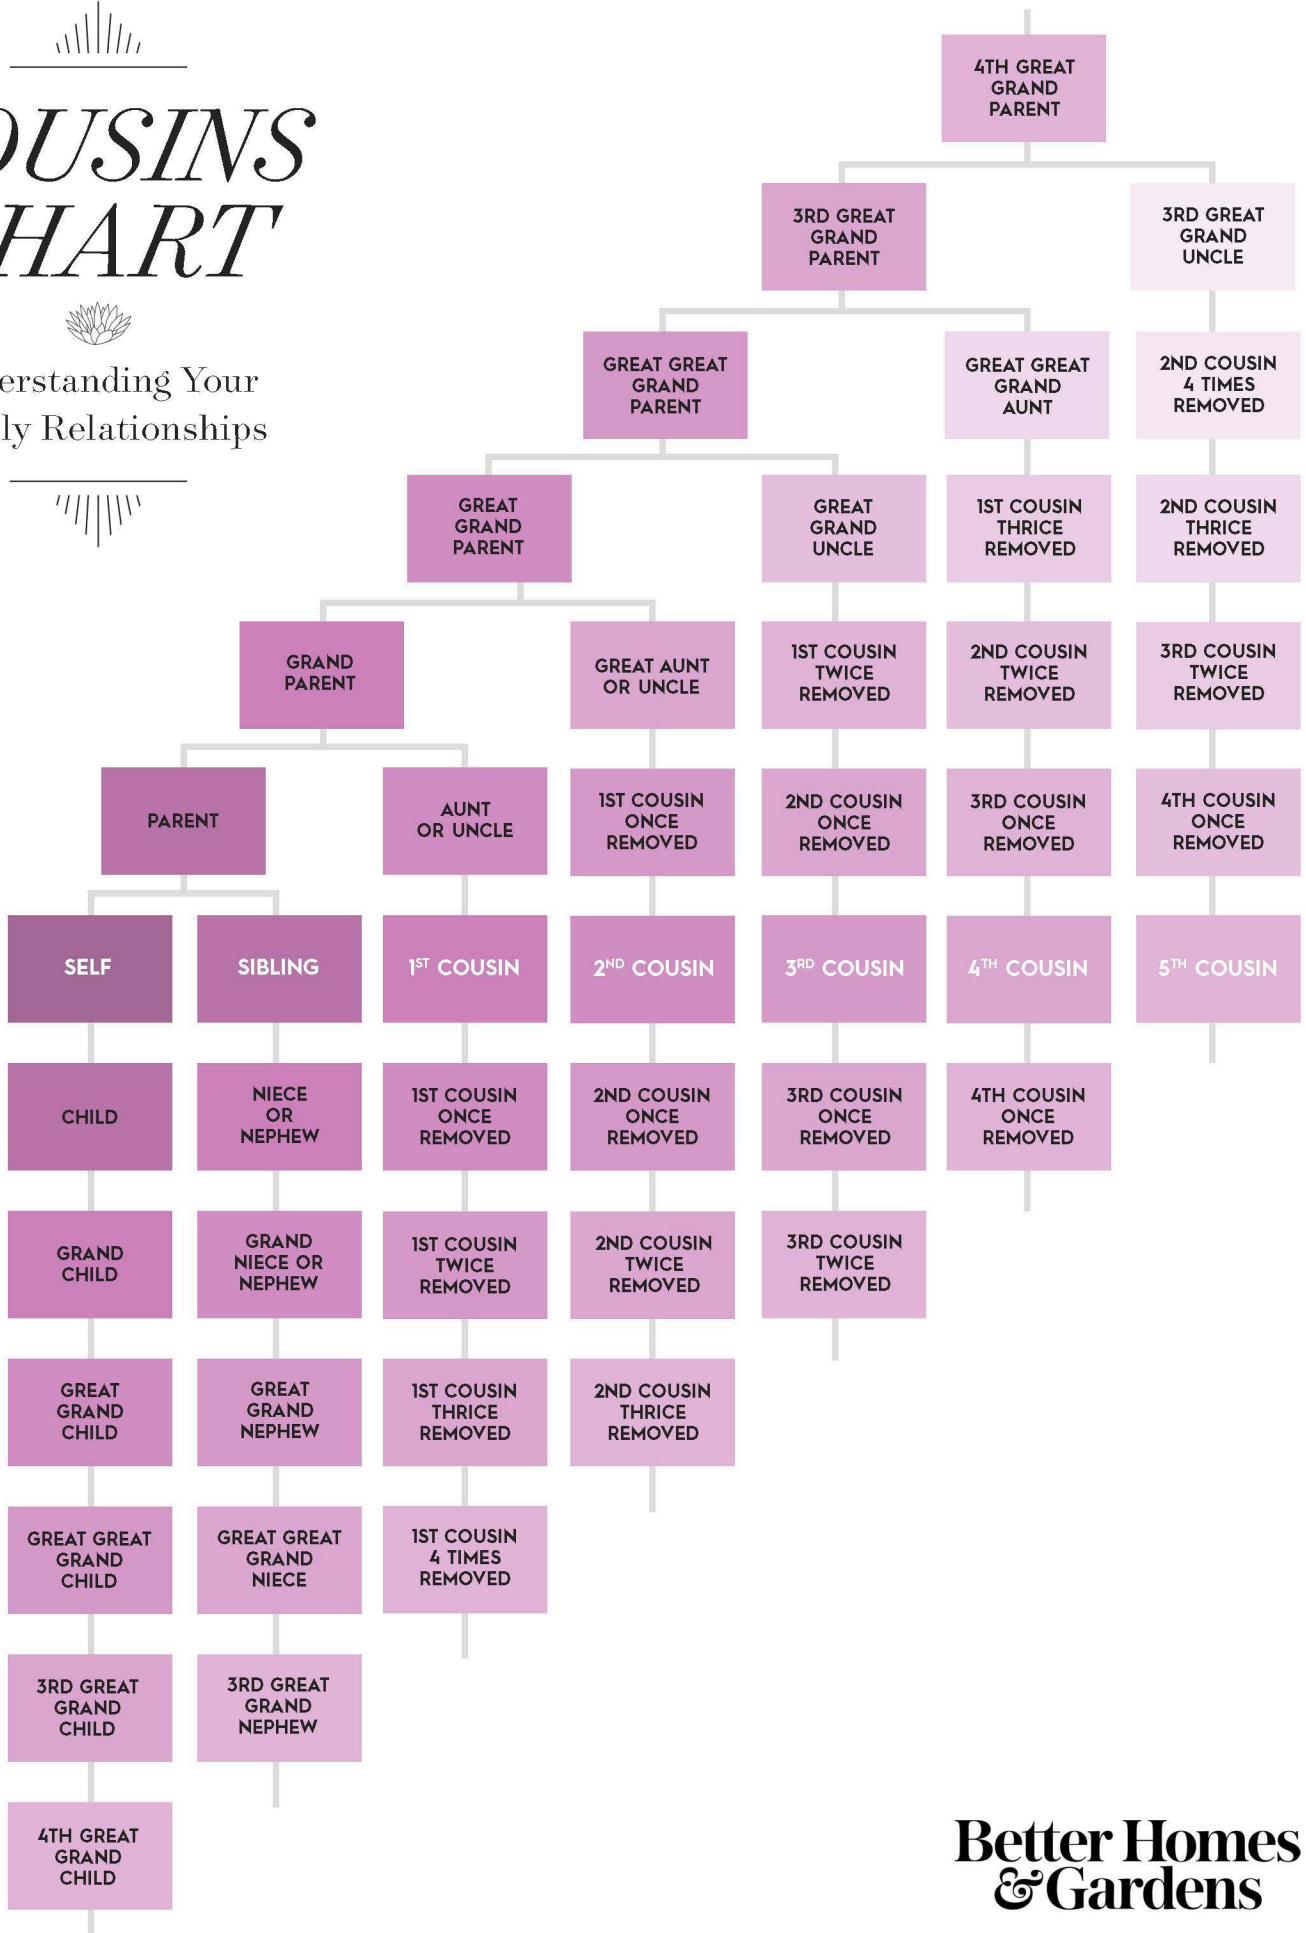 OUSINS
HART
erstanding Your
ly Relationships
4TH GREAT
GRAND
PARENT
3RD GREAT
GRAND
PARENT
3RD GREAT
GRAND
UNCLE
GREAT GREAT
GRAND
PARENT
GREAT GREAT
GRAND
AUNT
2ND COUSIN
4 TIMES
REMOVED
GREAT
GRAND
PARENT
GREAT
GRAND
UNCLE
1ST COUSIN
THRICE
REMOVED
2ND COUSIN
THRICE
REMOVED
GRAND
PARENT
GREAT AUNT
OR UNCLE
1ST COUSIN
TWICE
REMOVED
2ND COUSIN
TWICE
REMOVED
3RD COUSIN
TWICE
REMOVED
PARENT
AUNT
OR UNCLE
1ST COUSIN
ONCE
REMOVED
2ND COUSIN
ONCE
REMOVED
3RD COUSIN
ONCE
REMOVED
4TH COUSIN
ONCE
REMOVED
SELF
SIBLING
1ST COUSIN
2ND COUSIN
3RD COUSIN
4TH COUSIN
5TH COUSIN
CHILD
NIECE
OR
NEPHEW
1ST COUSIN
ONCE
REMOVED
2ND COUSIN
ONCE
REMOVED
3RD COUSIN
ONCE
REMOVED
4TH COUSIN
ONCE
REMOVED
GRAND
CHILD
GRAND
NIECE OR
NEPHEW
1ST COUSIN
TWICE
REMOVED
2ND COUSIN
TWICE
REMOVED
3RD COUSIN
TWICE
REMOVED
GREAT
GRAND
CHILD
GREAT
GRAND
NEPHEW
1ST COUSIN
THRICE
REMOVED
2ND COUSIN
THRICE
REMOVED
GREAT GREAT
GRAND
CHILD
GREAT GREAT
GRAND
NIECE
1ST COUSIN
4 TIMES
REMOVED
3RD GREAT
GRAND
CHILD
3RD GREAT
GRAND
NEPHEW
4TH GREAT
GRAND
CHILD
Better Homes
&Gardens